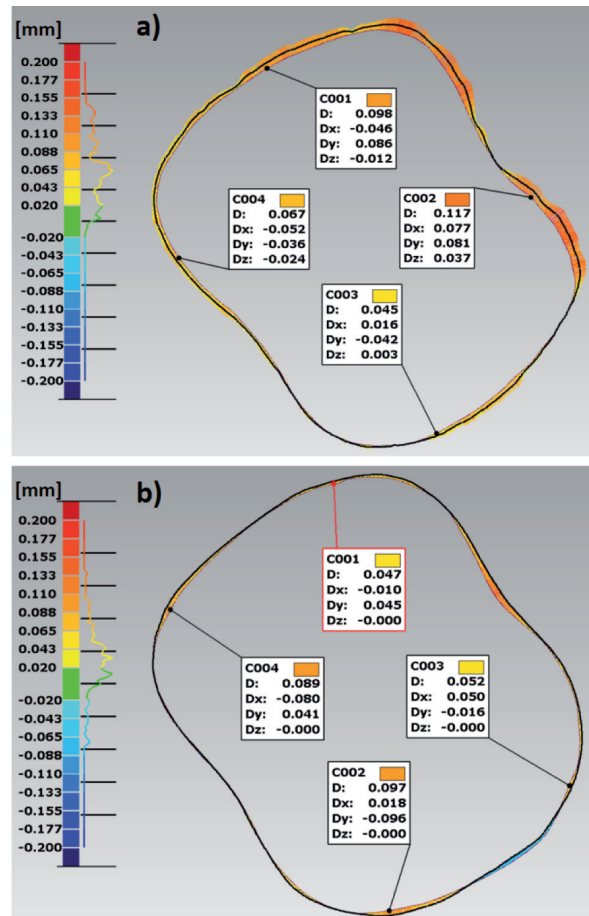 [mm]
a)
0.200
0.177
0.155
0.133
0.110
0.088
0.065
0.043
0.020
-0.020
-0.043
-0.065
-0.088
-0.110
-0.133
-0.155
-0.177
-0.200
C001
D: 0.098
Dx: -0.046
Dy: 0.086
Dz: -0.012
C004
D: 0.067
Dx: -0.052
Dy: -0.036
Dz: -0.024
C002
D: 0.117
Dx: 0.077
Dy: 0.081
Dz: 0.037
C003
D: 0.045
Dx: 0.016
Dy: -0.042
Dz: 0.003
[mm]
b)
0.200
0.177
0.155
0.133
0.110
0.088
0.065
0.043
0.020
-0.020
-0.043
-0.065
-0.088
-0.110
-0.133
-0.155
-0.177
-0.200
C001
D: 0.047
Dx: -0.010
Dy: 0.045
Dz: -0.000
C004
D: 0.089
Dx: -0.080
Dy: 0.041
Dz: -0.000
C003
D: 0.052
Dx: 0.050
Dy: -0.016
Dz: -0.000
C002
D: 0.097
Dx: 0.018
Dy: -0.096
Dz: -0.000